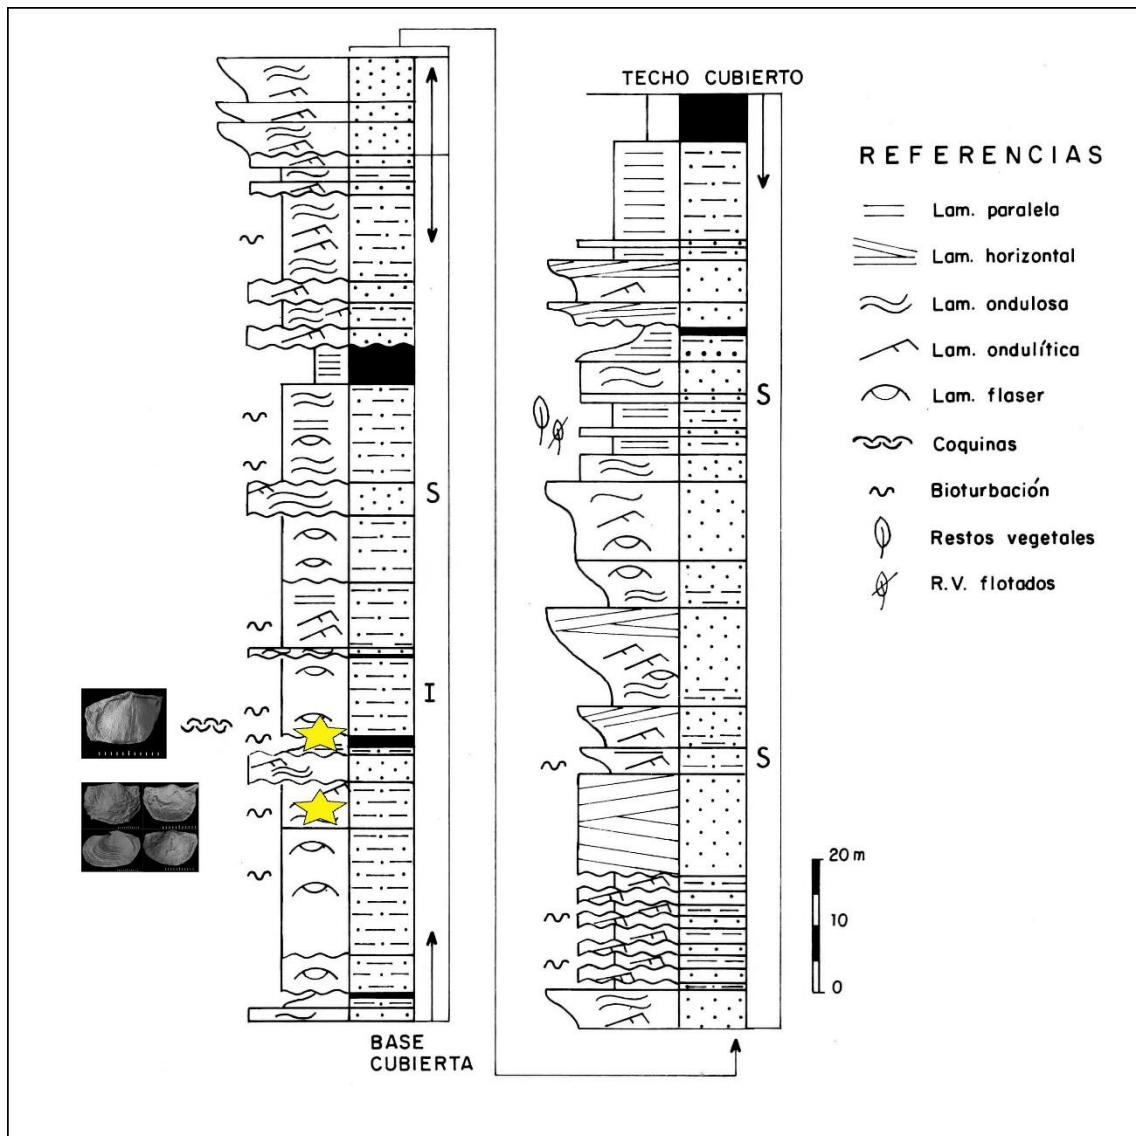 TECHO CUBIERTO
REFERENCIAS
Lam. paralela
Lam. horizontal
Lam. ondulosa
Lam. ondulítica
Lam. flaser
Coquinas
Bioturbación
Restos vegetales
R.V. flotados
S
I
S
S
20 m
10
0
BASE
CUBIERTA